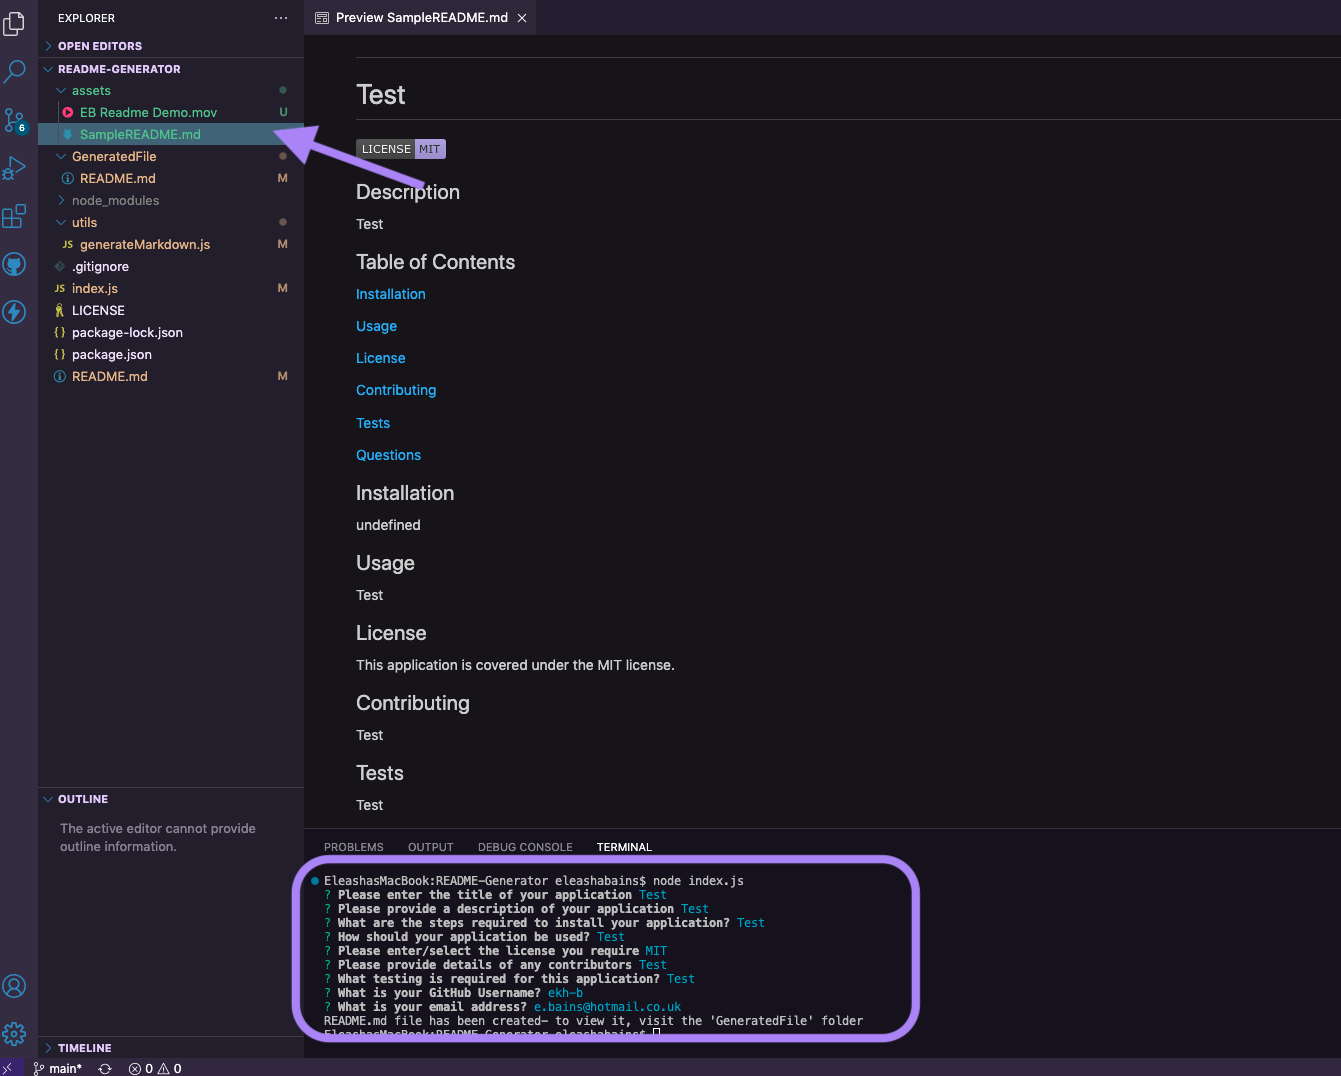 EXPLORER
OPEN EDITORS
README-GENERATOR
assets
EB Readme Demo.mov U
SampleREADME.md
GeneratedFile
README.md M
node_modules
utils
JS generateMarkdown.js M
.gitignore
JS index.js M
LICENSE
{} package-lock.json
{} package.json
README.md M
6
OUTLINE
The active editor cannot provide
outline information.
TIMELINE
main* 0 0
Preview SampleREADME.md
Test
LICENSE MIT
Description
Test
Table of Contents
Installation
Usage
License
Contributing
Tests
Questions
Installation
undefined
Usage
Test
License
This application is covered under the MIT license.
Contributing
Test
Tests
Test
PROBLEMS OUTPUT DEBUG CONSOLE TERMINAL
EleashasMacBook:README-Generator eleashabains$ node index.js
? Please enter the title of your application Test
? Please provide a description of your application Test
? What are the steps required to install your application? Test
? How should your application be used? Test
? Please enter/select the license you require MIT
? Please provide details of any contributors Test
? What testing is required for this application? Test
? What is your GitHub Username? ekh-b
? What is your email address? e.bains@hotmail.co.uk
README.md file has been created- to view it, visit the 'GeneratedFile' folder
EleashasMacBook:README-Generator eleashabains$